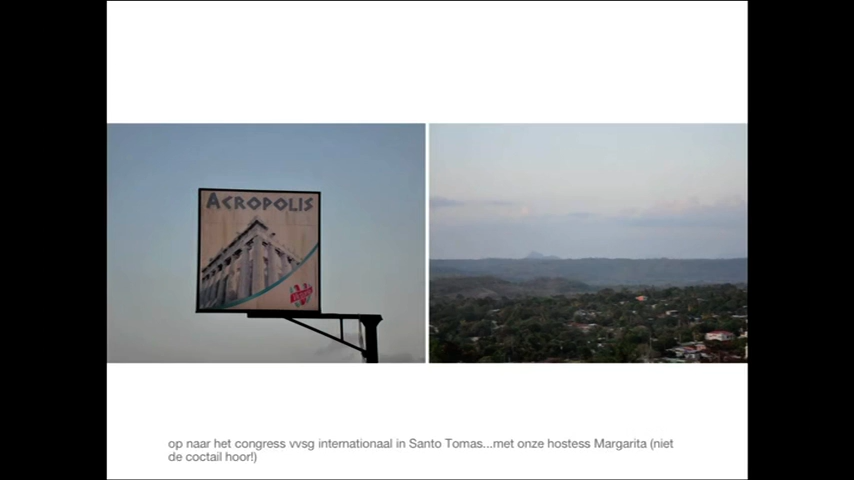 ACROPOLIS
op naar het congress vvsg internationaal in Santo Tomas...met onze hostess Margarita (niet
de coctail hoor!)